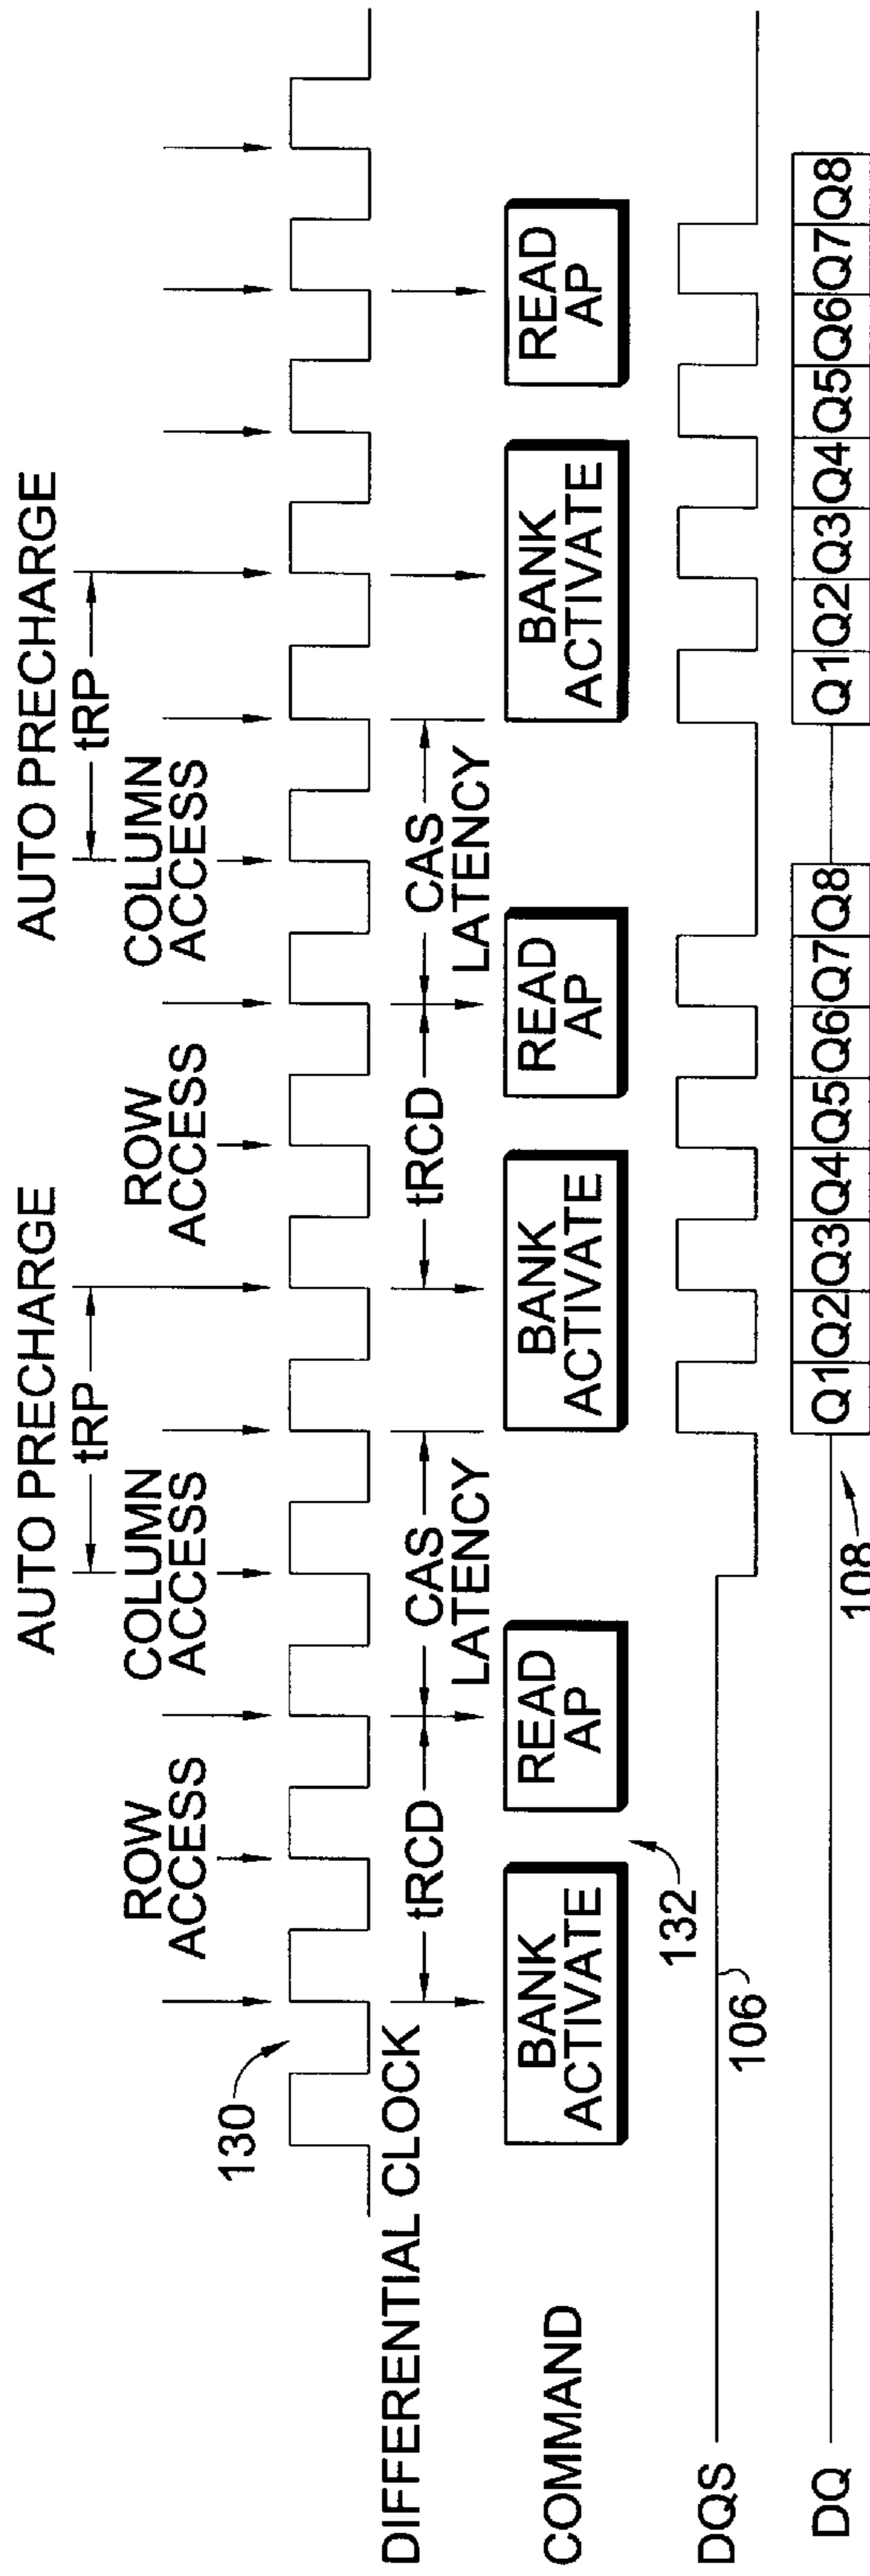 AUTO PRECHARGE
AUTO PRECHARGE
tRP
tRP
ROW
ACCESS
COLUMN
ACCESS
ROW
ACCESS
COLUMN
ACCESS
130
DIFFERENTIAL CLOCK
tRCD
CAS
LATENCY
tRCD
CAS
LATENCY
COMMAND
BANK
ACTIVATE
READ
AP
BANK
ACTIVATE
READ
AP
BANK
ACTIVATE
READ
AP
132
DQS
106
DQ
Q1 Q2 Q3 Q4 Q5 Q6 Q7 Q8
Q1 Q2 Q3 Q4 Q5 Q6 Q7 Q8
108